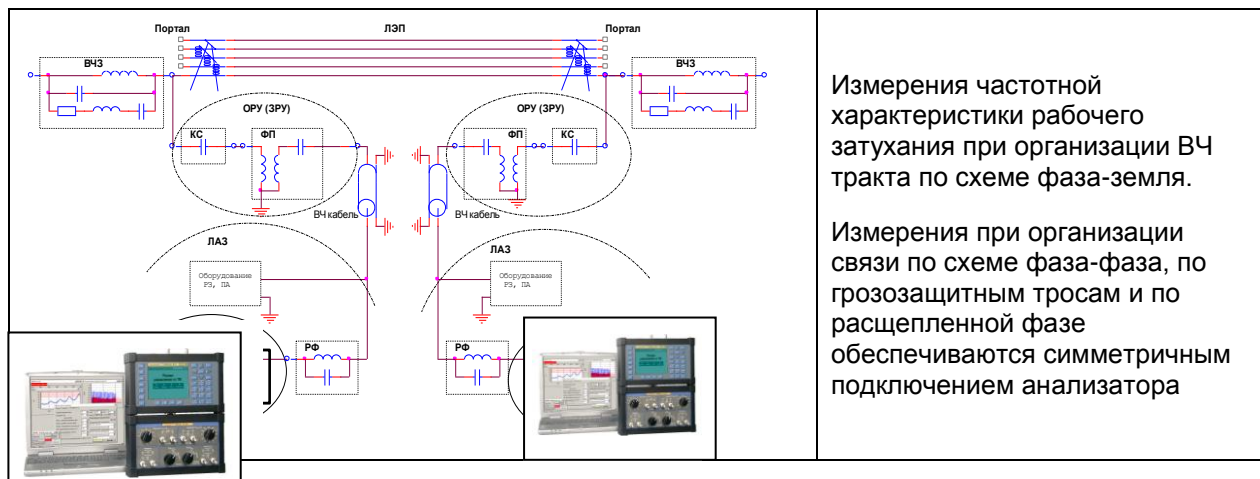 Портал
ЛЭП
Портал
ВЧЗ
ВЧЗ
ОРУ (ЗРУ)
ОРУ (ЗРУ)
КС
ФП
ФП
КС
ВЧ кабель
ВЧ кабель
ЛАЗ
ЛАЗ
Оборудование
РЗ, ПА
Оборудование
РЗ, ПА
РФ
РФ
Измерения частотной
характеристики рабочего
затухания при организации ВЧ
тракта по схеме фаза-земля.
Измерения при организации
связи по схеме фаза-фаза, по
грозозащитным тросам и по
расщепленной фазе
обеспечиваются симметричным
подключением анализатора